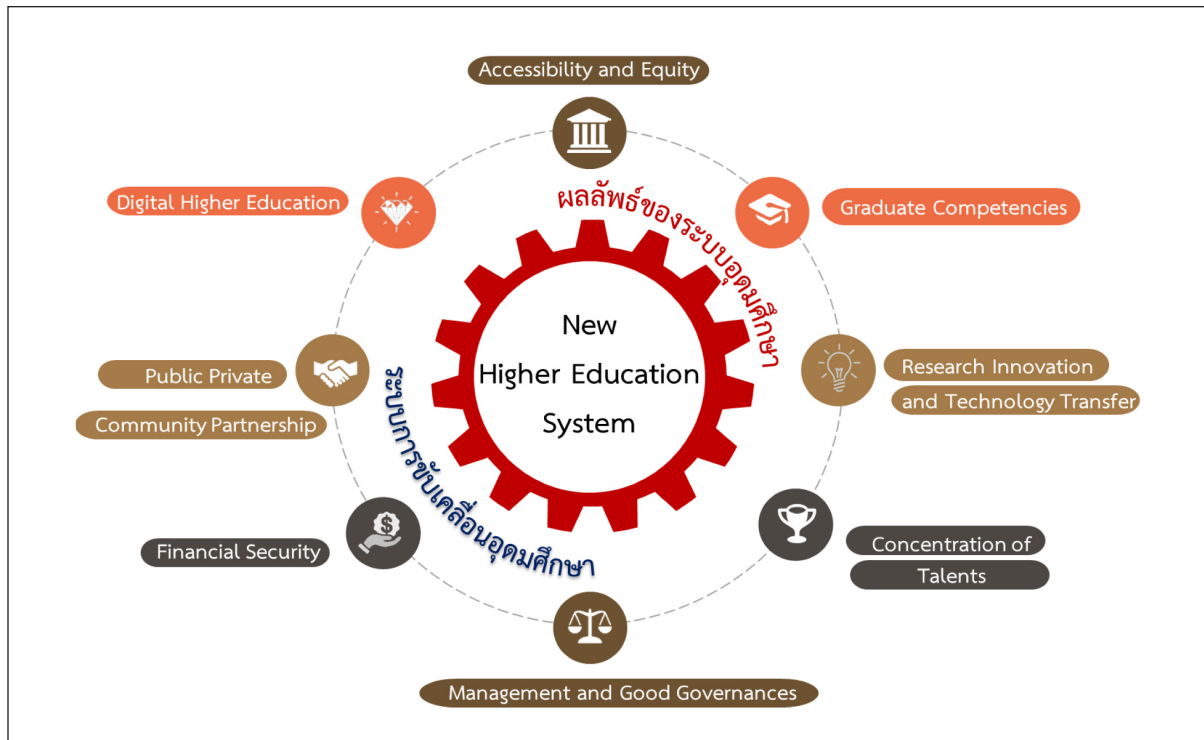 Accessibility and Equity
Digital Higher Education
Graduate Competencies
ผลลัพธ์ของระบบอุดมศึกษา
New
Higher Education
System
Public Private
Community Partnership
Research Innovation
and Technology Transfer
ระบบการขับเคลื่อนอุดมศึกษา
Financial Security
Concentration of
Talents
Management and Good Governances
$